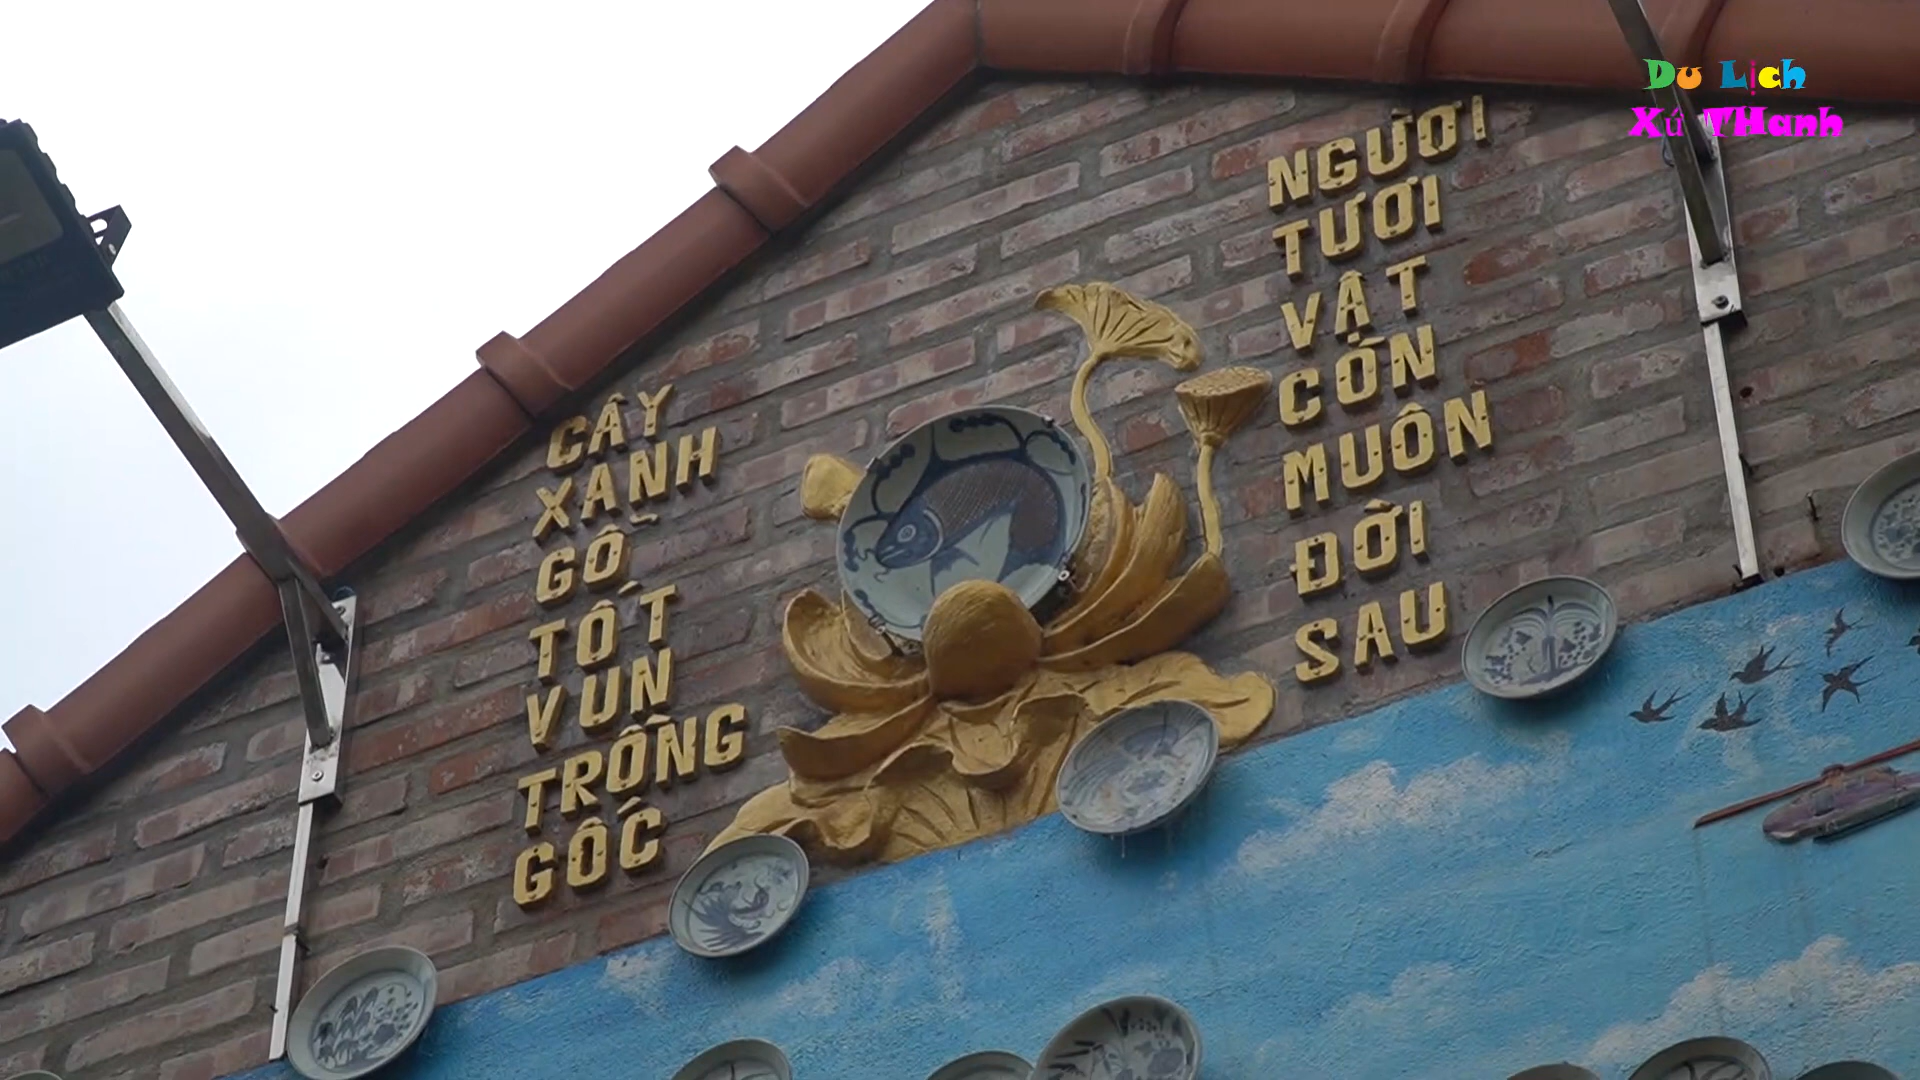 Du Lịch
Xứ THanh
CÂY
XANH
GỖ
TỐT
VUN
TRỒNG
GỐC
NGƯỜI
TƯƠI
VẬT
CÒN
MUÔN
ĐỜI
SAU